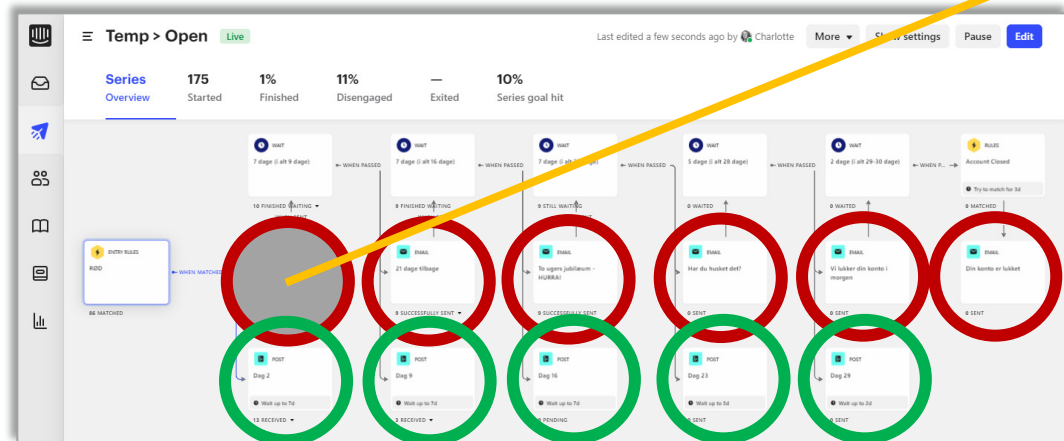 Temp > Open Live
Last edited a few seconds ago by Charlotte More settings Pause Edit
Series 175 1% 11% — 10%
Overview Started Finished Disengaged Exited Series goal hit
WAIT WAIT WAIT WAIT WAIT RULES
7 dage (i alt 9 dage) 7 dage (i alt 16 dage) 7 dage (i alt 5 dage (i alt 28 dage) 2 dage (i alt 29-30 dage) Account Closed
WHEN PASSED WHEN PASSED WHEN PASSED WHEN PASSED WHEN P...
Try to match for 3d
10 FINISHED WAITING 9 FINISHED WAITING 9 STILL WAITING 0 WAITED 0 WAITED 0 MATCHED
ENTRY RULES EMAIL EMAIL EMAIL EMAIL EMAIL
RØD WHEN MATCHED 21 dage tilbage To ugers jubilæum - Har du husket det? Vi lukker din konto i Din konto er lukket
HURRA! morgen
86 MATCHED 9 SUCCESSFULLY SENT 9 SUCCESSFULLY SENT 0 SENT 0 SENT 0 SENT
POST POST POST POST POST
Dag 2 Dag 9 Dag 16 Dag 23 Dag 29
Wait up to 7d Wait up to 7d Wait up to 7d Wait up to 5d Wait up to 2d
13 RECEIVED RECEIVED PENDING SENT SENT